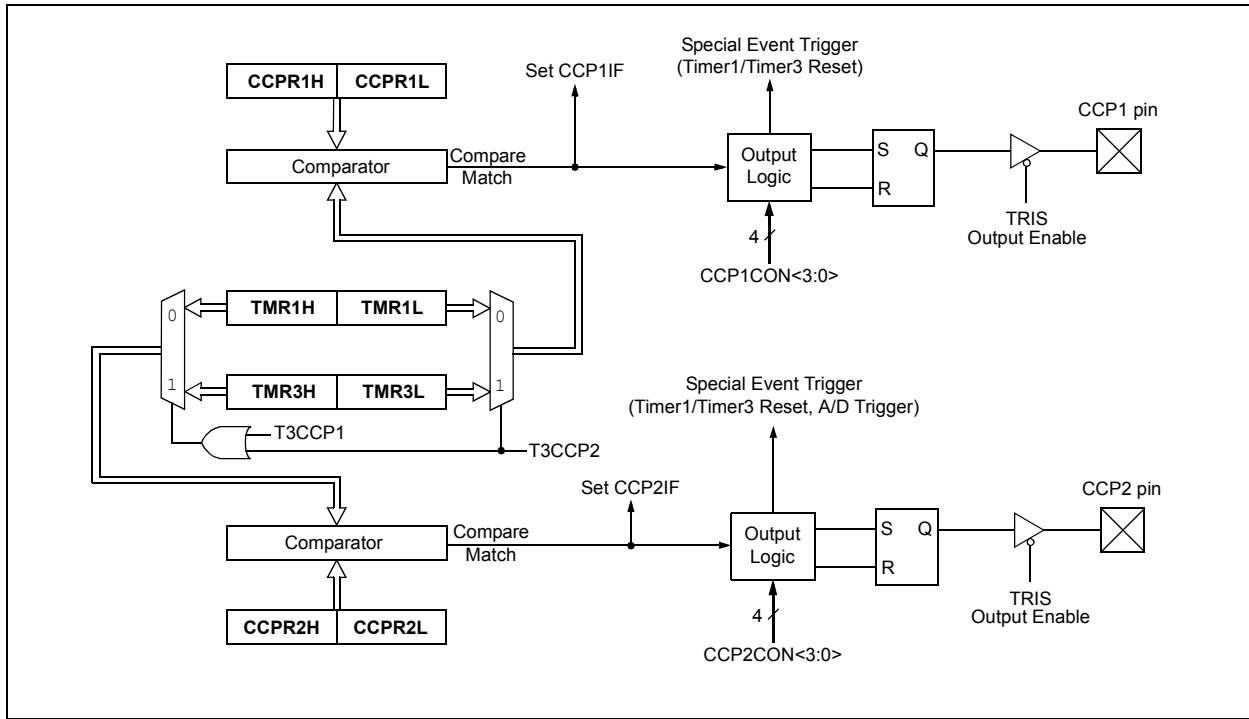 CCPR1H CCPR1L
Comparator
Compare
Match
Set CCP1IF
Special Event Trigger
(Timer1/Timer3 Reset)
Output
Logic
4
CCP1CON<3:0>
S Q
R
TRIS
Output Enable
CCP1 pin
0
1
TMR1H TMR1L
TMR3H TMR3L
0
1
T3CCP1
T3CCP2
Comparator
Compare
Match
CCPR2H CCPR2L
Set CCP2IF
Special Event Trigger
(Timer1/Timer3 Reset, A/D Trigger)
Output
Logic
4
CCP2CON<3:0>
S Q
R
TRIS
Output Enable
CCP2 pin